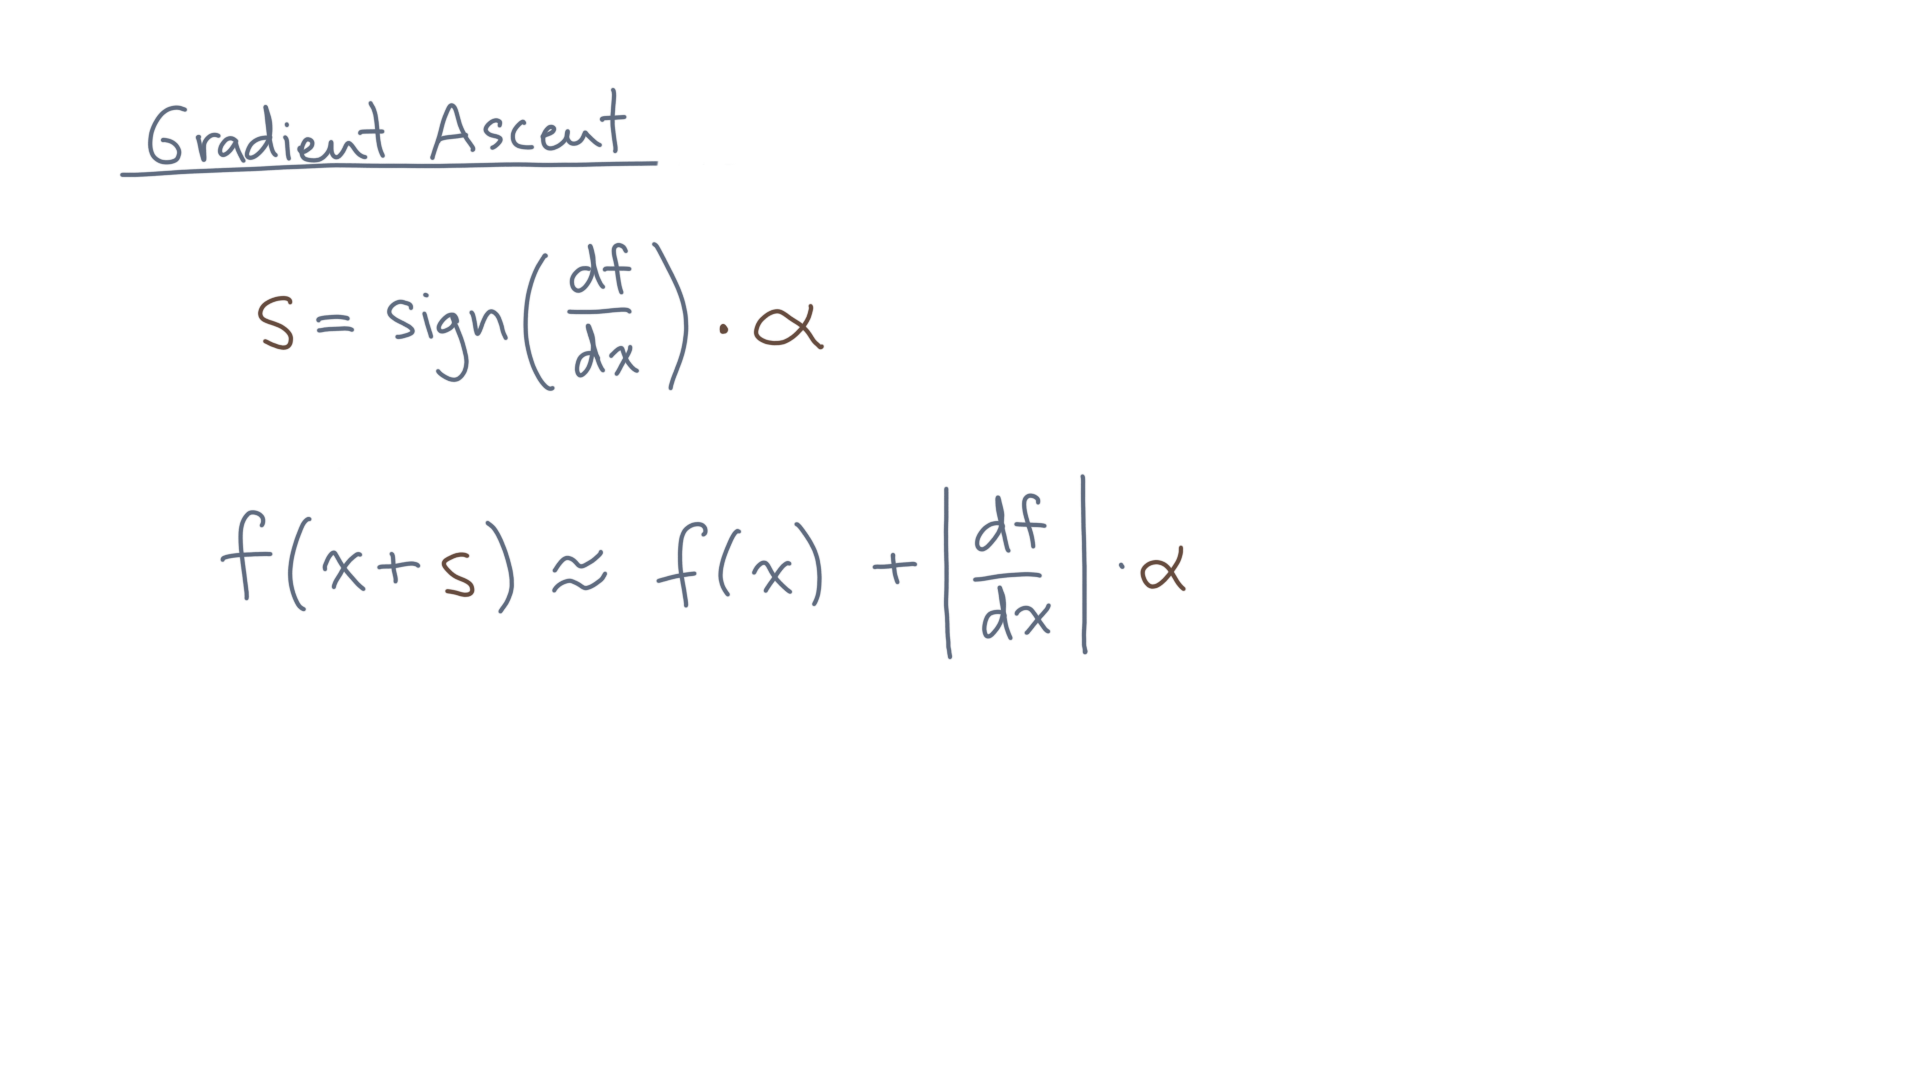 Gradient Ascent
s = sign(df/dx) · α
f(x+s) ≈ f(x) + |df/dx| · α